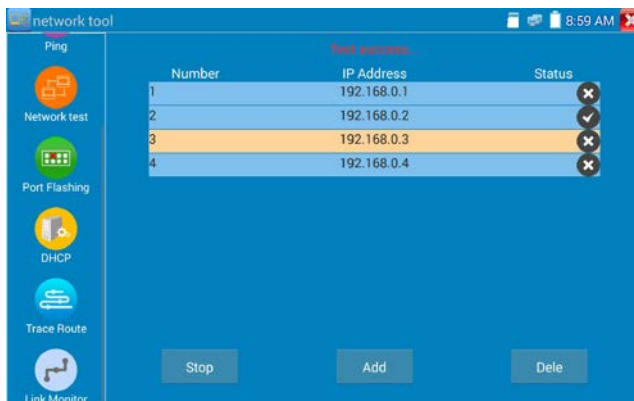 network tool
8:59 AM
Ping
Network test
Port Flashing
DHCP
Trace Route
Link Monitor
Test success...
Number IP Address Status
1 192.168.0.1
2 192.168.0.2
3 192.168.0.3
4 192.168.0.4
Stop Add Dele